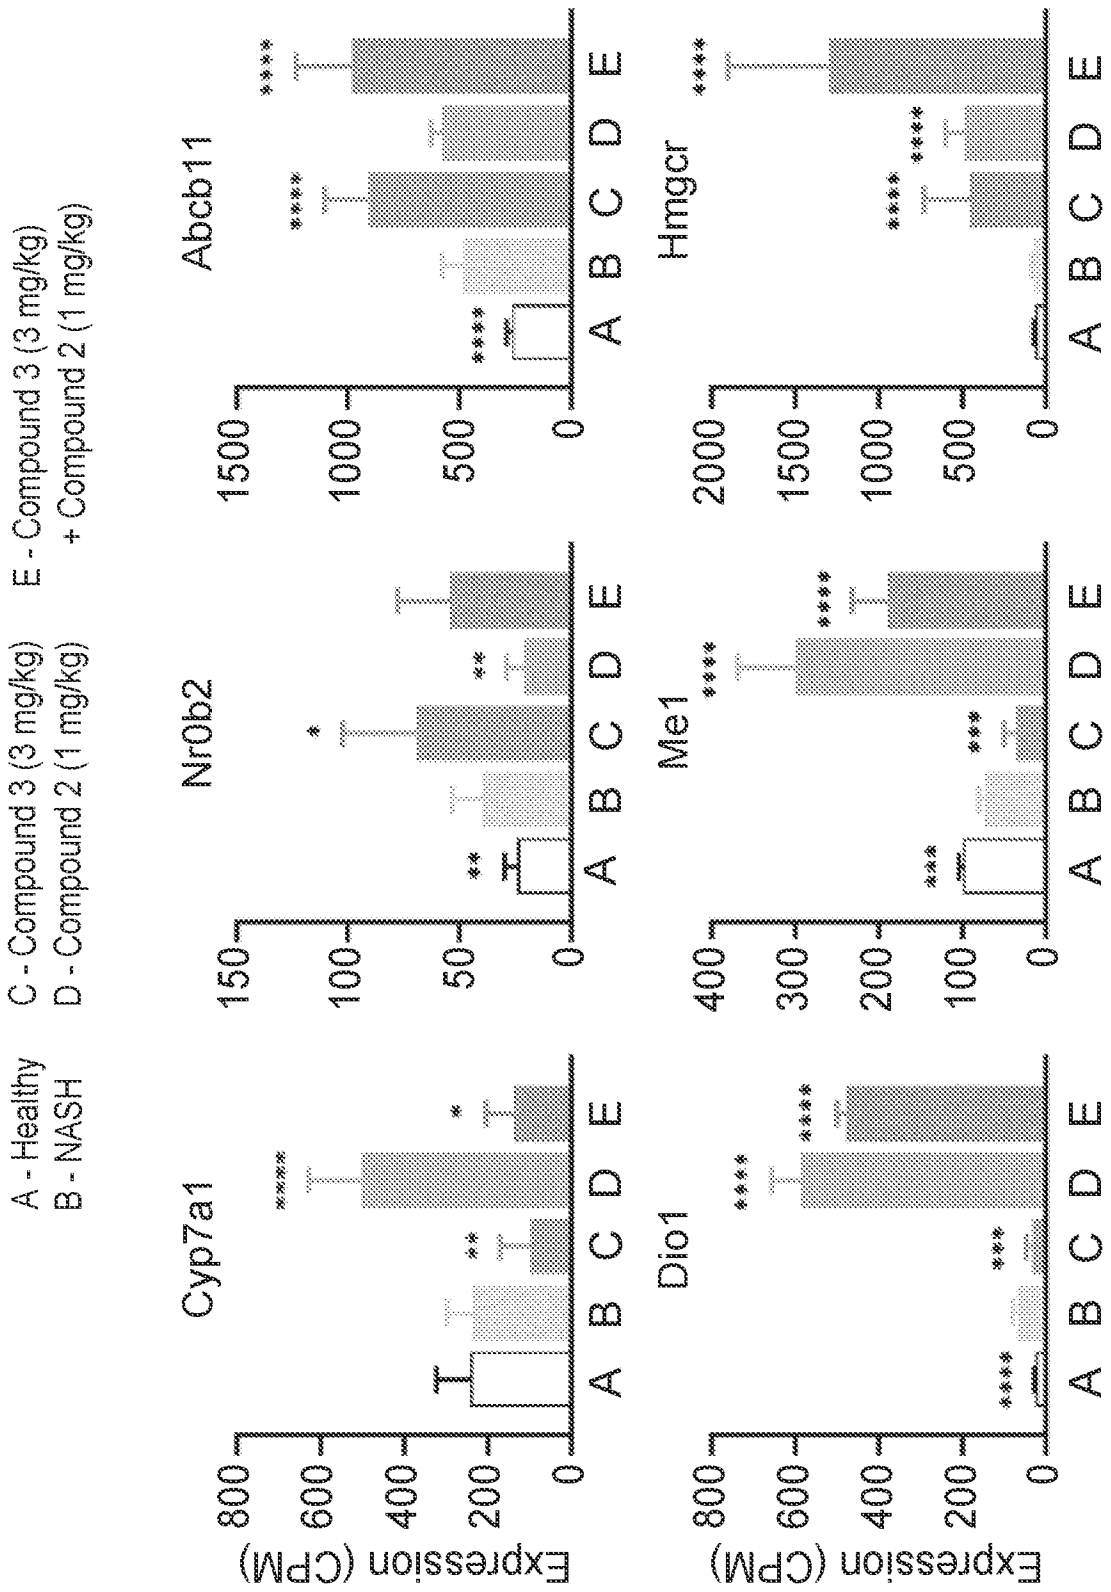 A - Healthy
B - NASH
C - Compound 3 (3 mg/kg)
D - Compound 2 (1 mg/kg)
E - Compound 3 (3 mg/kg)
+ Compound 2 (1 mg/kg)
Cyp7a1
Expression (CPM)
800
600
400
200
0
** **** *
A B C D E
Nr0b2
150
100
50
0
** * **
A B C D E
Abcb11
1500
1000
500
0
**** **** ****
A B C D E
Dio1
Expression (CPM)
800
600
400
200
0
**** *** **** ****
A B C D E
Me1
400
300
200
100
0
*** *** **** ****
A B C D E
Hmgcr
2000
1500
1000
500
0
**** **** ****
A B C D E